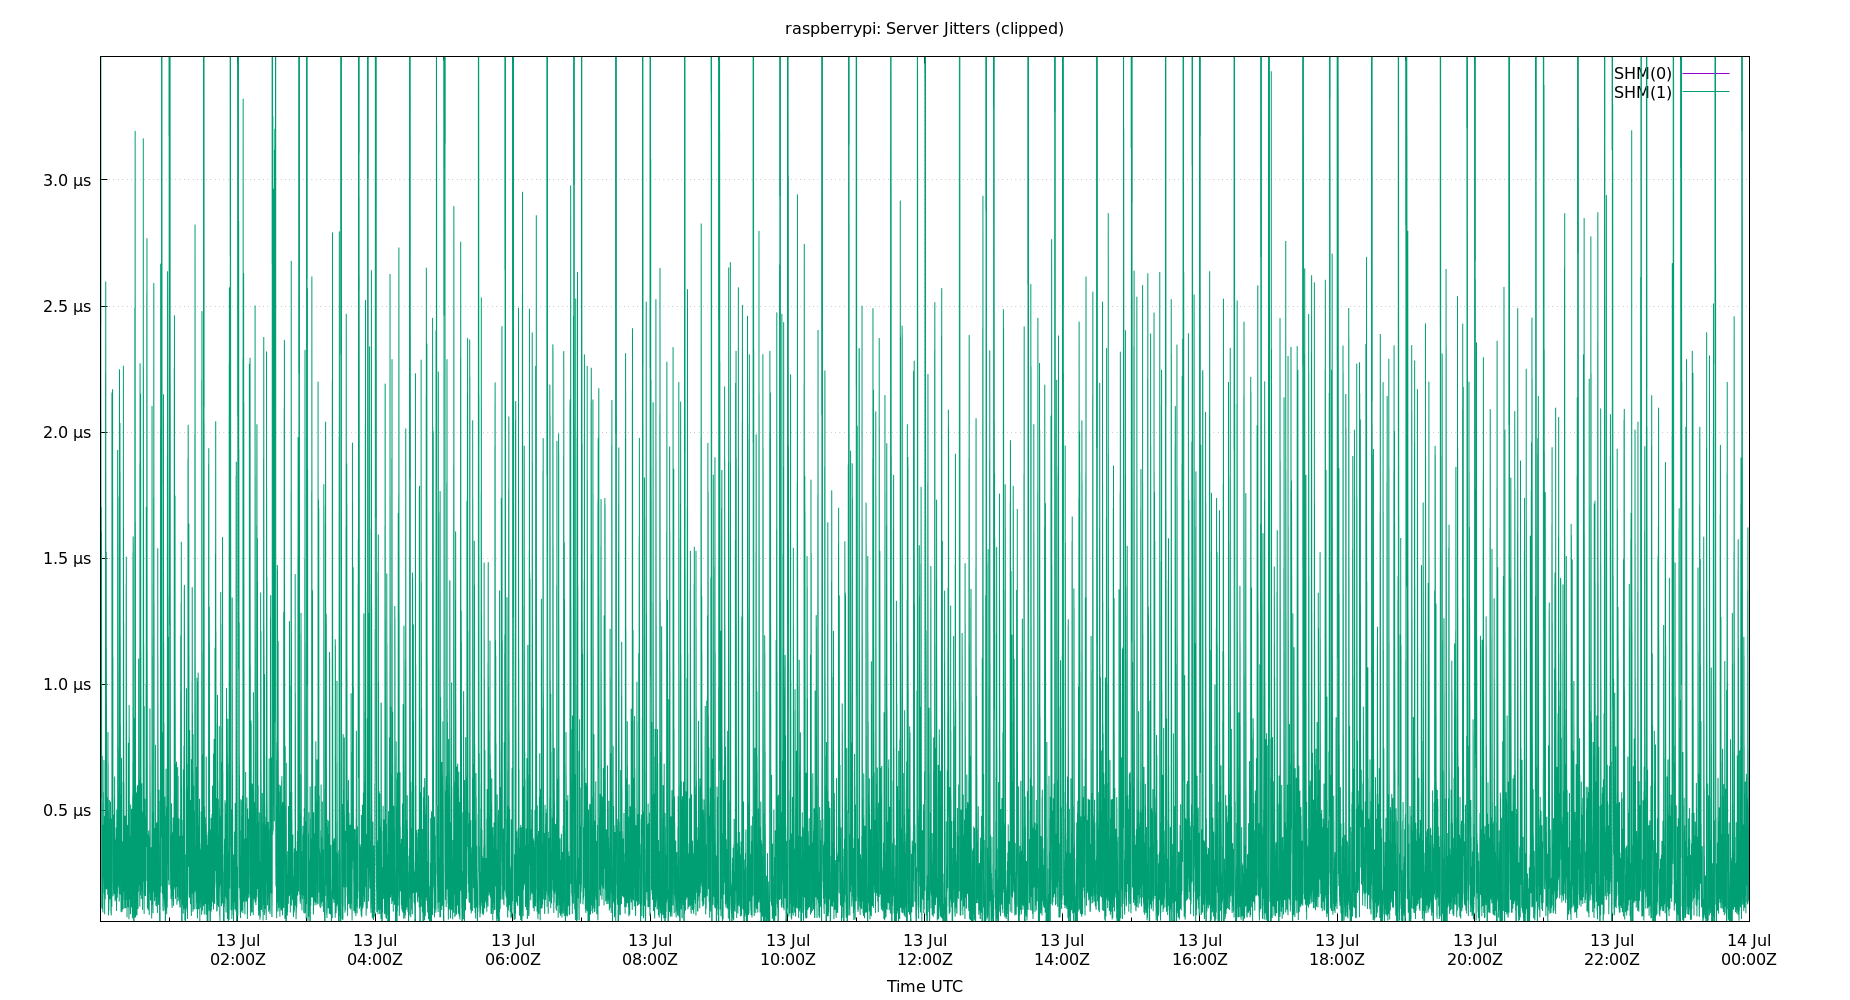 raspberrypi: Server Jitters (clipped)
SHM(0)
SHM(1)
3.0 µs
2.5 µs
2.0 µs
1.5 µs
1.0 µs
0.5 µs
13 Jul 13 Jul 13 Jul 13 Jul 13 Jul 13 Jul 13 Jul 13 Jul 13 Jul 13 Jul 13 Jul 14 Jul
02:00Z 04:00Z 06:00Z 08:00Z 10:00Z 12:00Z 14:00Z 16:00Z 18:00Z 20:00Z 22:00Z 00:00Z
Time UTC